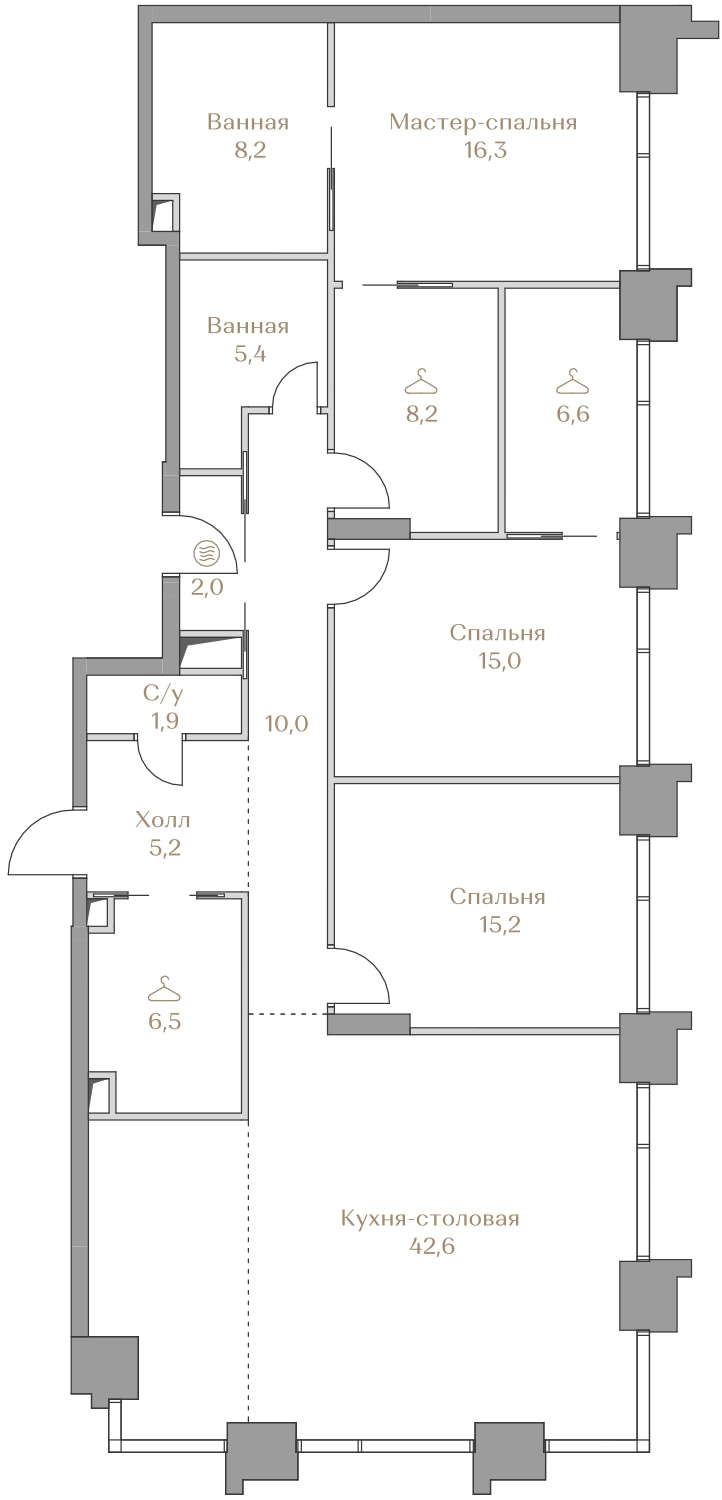 Ванная
8,2
Мастер-спальня
16,3
Ванная
5,4
8,2
6,6
2,0
Спальня
15,0
С/у
1,9
10,0
Холл
5,2
Спальня
15,2
6,5
Кухня-столовая
42,6